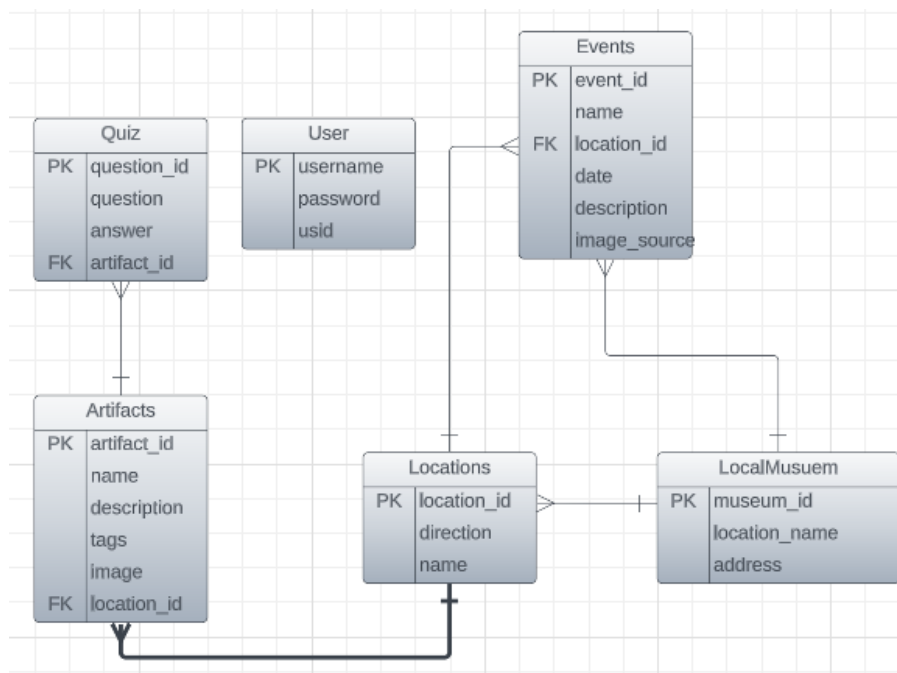 Events
PK event_id
name
FK location_id
date
description
image_source
Quiz
PK question_id
question
answer
FK artifact_id
User
PK username
password
usid
Artifacts
PK artifact_id
name
description
tags
image
FK location_id
Locations
PK location_id
direction
name
LocalMusuem
PK museum_id
location_name
address